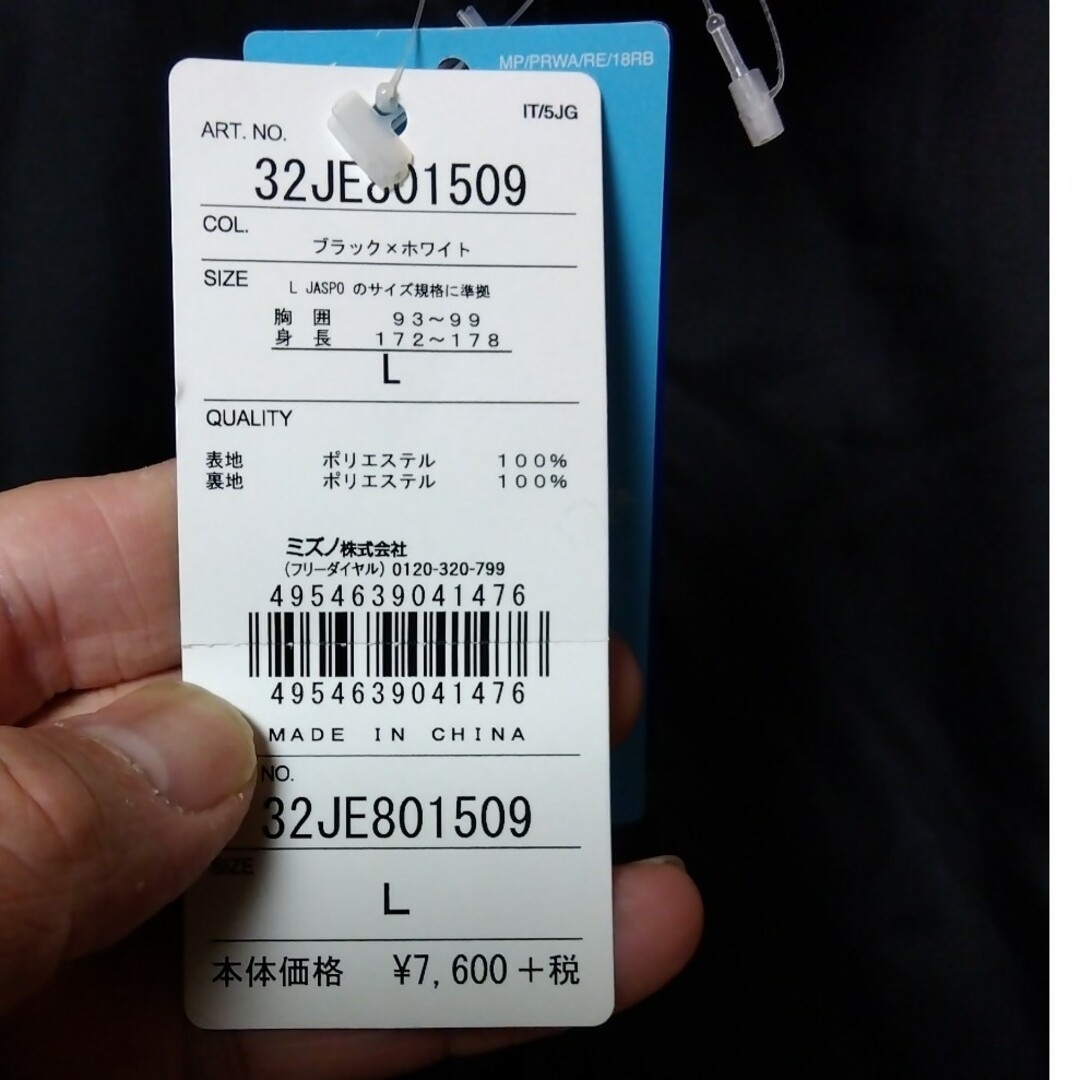 MP/PRWA/RE/18RB
IT/5JG
ART. NO.
32JE801509
COL.
ブラック×ホワイト
SIZE
L JASPO のサイズ規格に準拠
胸 囲 93～99
身 長 172～178
L
QUALITY
表地 ポリエステル 100%
裏地 ポリエステル 100%
ミズノ株式会社
(フリーダイヤル) 0120-320-799
4954639041476
4954639041476
MADE IN CHINA
NO.
32JE801509
SIZE
L
本体価格 ¥7,600+税